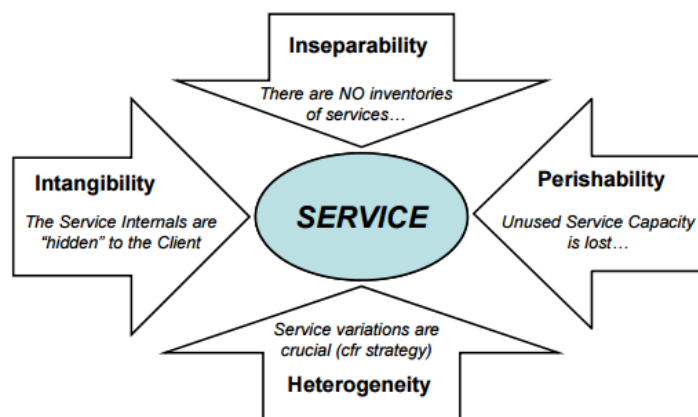 Inseparability
There are NO inventories
of services…
Intangibility
The Service Internals are
“hidden” to the Client
SERVICE
Perishability
Unused Service Capacity
is lost…
Service variations are
crucial (cfr strategy)
Heterogeneity